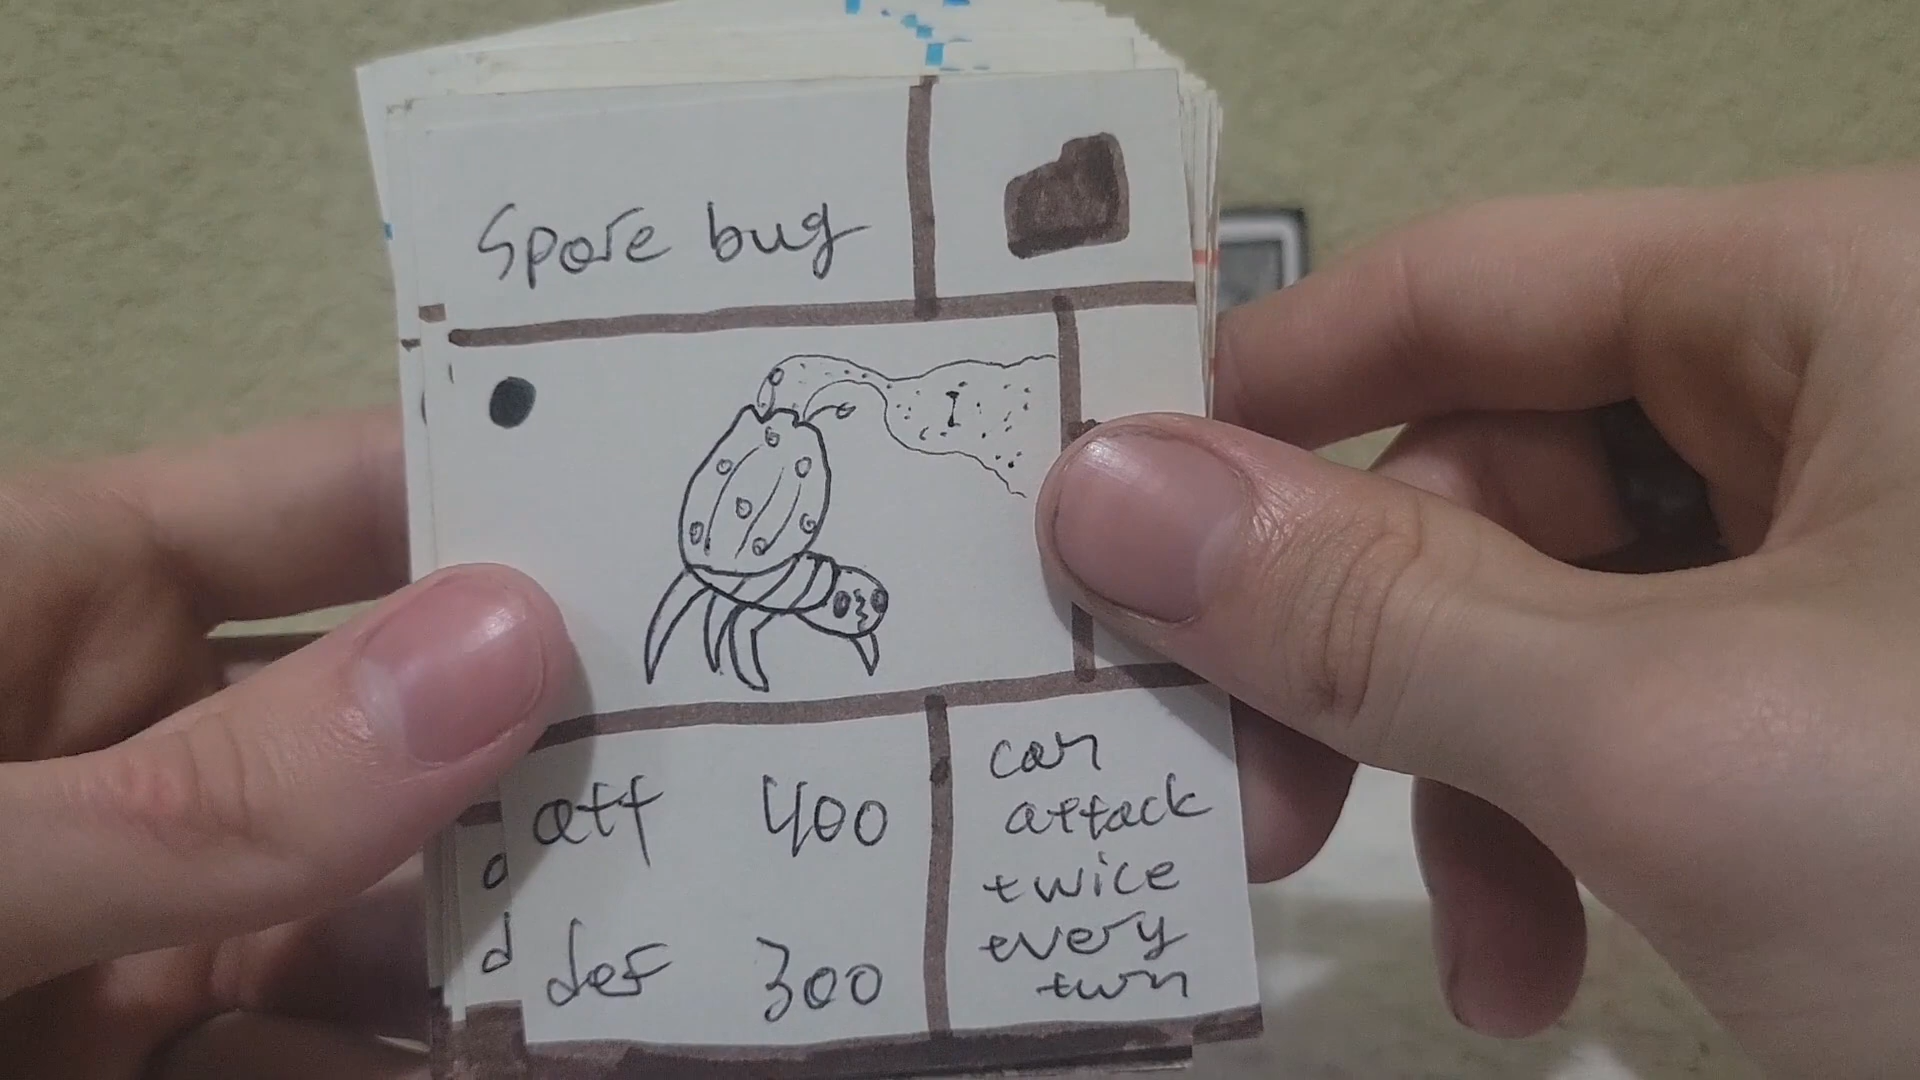 Spore bug
I
att 400
def 300
can
attack
twice
every
turn
a
d